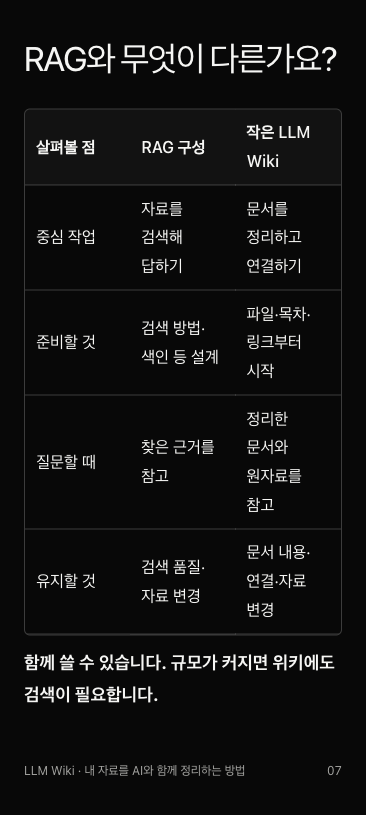 RAG와 무엇이 다른가요?
살펴볼 점
RAG 구성
작은 LLM
Wiki
중심 작업
자료를
검색해
답하기
문서를
정리하고
연결하기
준비할 것
검색 방법·
색인 등 설계
파일·목차·
링크부터
시작
질문할 때
찾은 근거를
참고
정리한
문서와
원자료를
참고
유지할 것
검색 품질·
자료 변경
문서 내용·
연결·자료
변경
함께 쓸 수 있습니다. 규모가 커지면 위키에도
검색이 필요합니다.
LLM Wiki · 내 자료를 AI와 함께 정리하는 방법
07